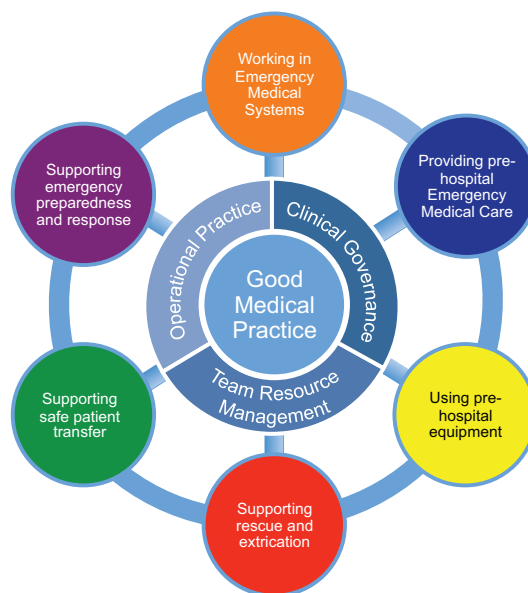 Working in
Emergency
Medical
Systems
Supporting
emergency
preparedness
and response
Providing pre-
hospital
Emergency
Medical Care
Operational Practice
Clinical Governance
Good
Medical
Practice
Team Resource
Management
Supporting
safe patient
transfer
Using pre-
hospital
equipment
Supporting
rescue and
extrication